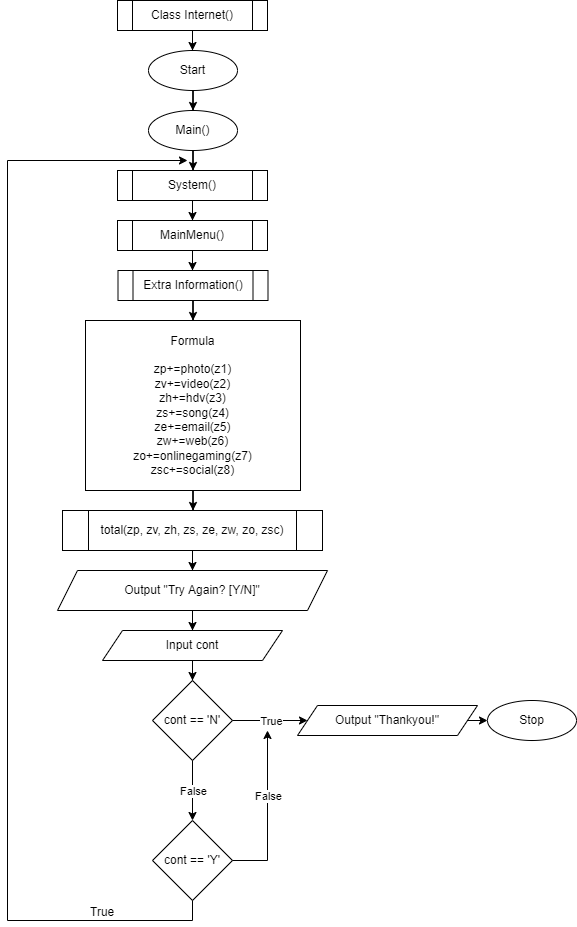 Class Internet()
Start
Main()
System()
MainMenu()
Extra Information()
Formula
zp+=photo(z1)
zv+=video(z2)
zh+=hdv(z3)
zs+=song(z4)
ze+=email(z5)
zw+=web(z6)
zo+=onlinegaming(z7)
zsc+=social(z8)
total(zp, zv, zh, zs, ze, zw, zo, zsc)
Output "Try Again? [Y/N]"
Input cont
cont == 'N'
True
Output "Thankyou!"
Stop
False
False
cont == 'Y'
True